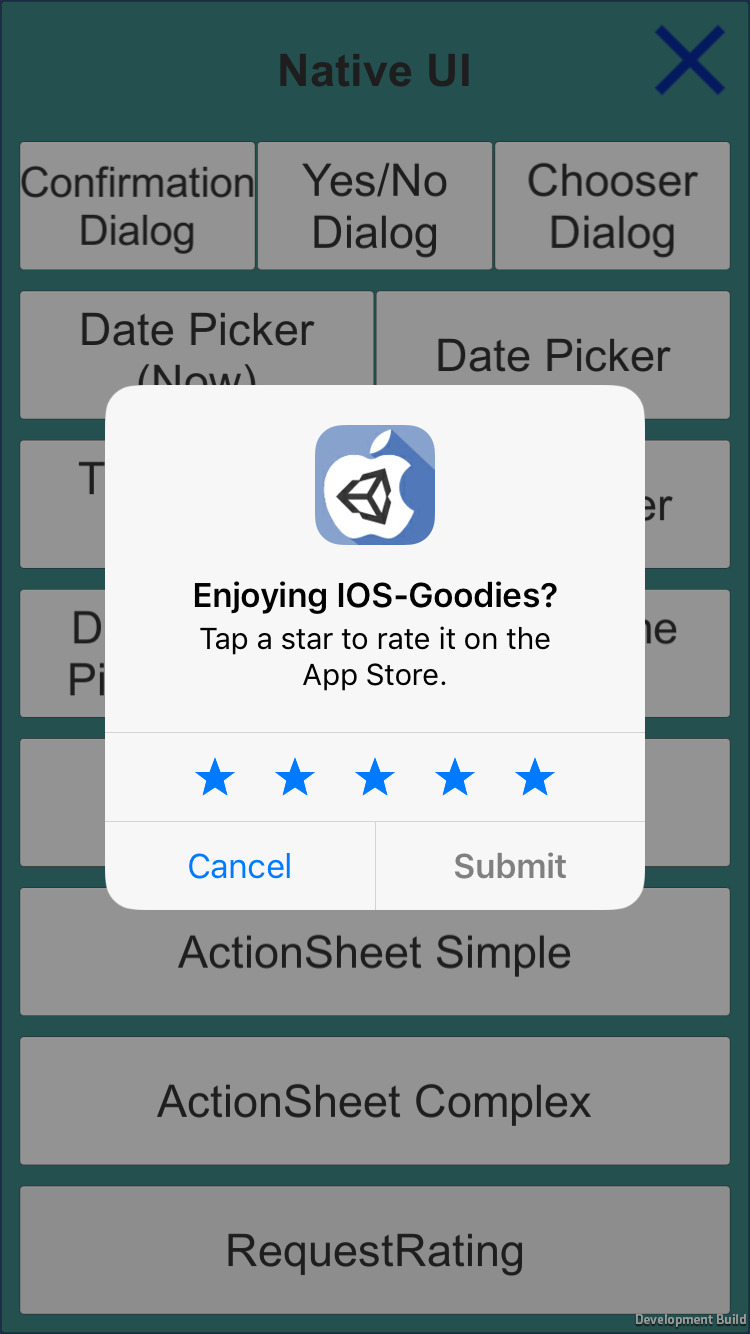 Native UI
Confirmation
Dialog
Yes/No
Dialog
Chooser
Dialog
Date Picker
(Now)
Date Picker
Enjoying IOS-Goodies?
Tap a star to rate it on the
App Store.
Cancel
Submit
ActionSheet Simple
ActionSheet Complex
RequestRating
Development Build